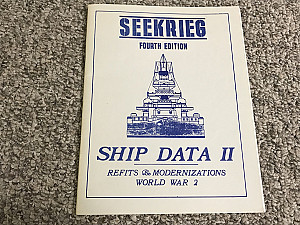 SEEKRIEG
FOURTH EDITION
SHIP DATA II
REFITS & MODERNIZATIONS
WORLD WAR 2